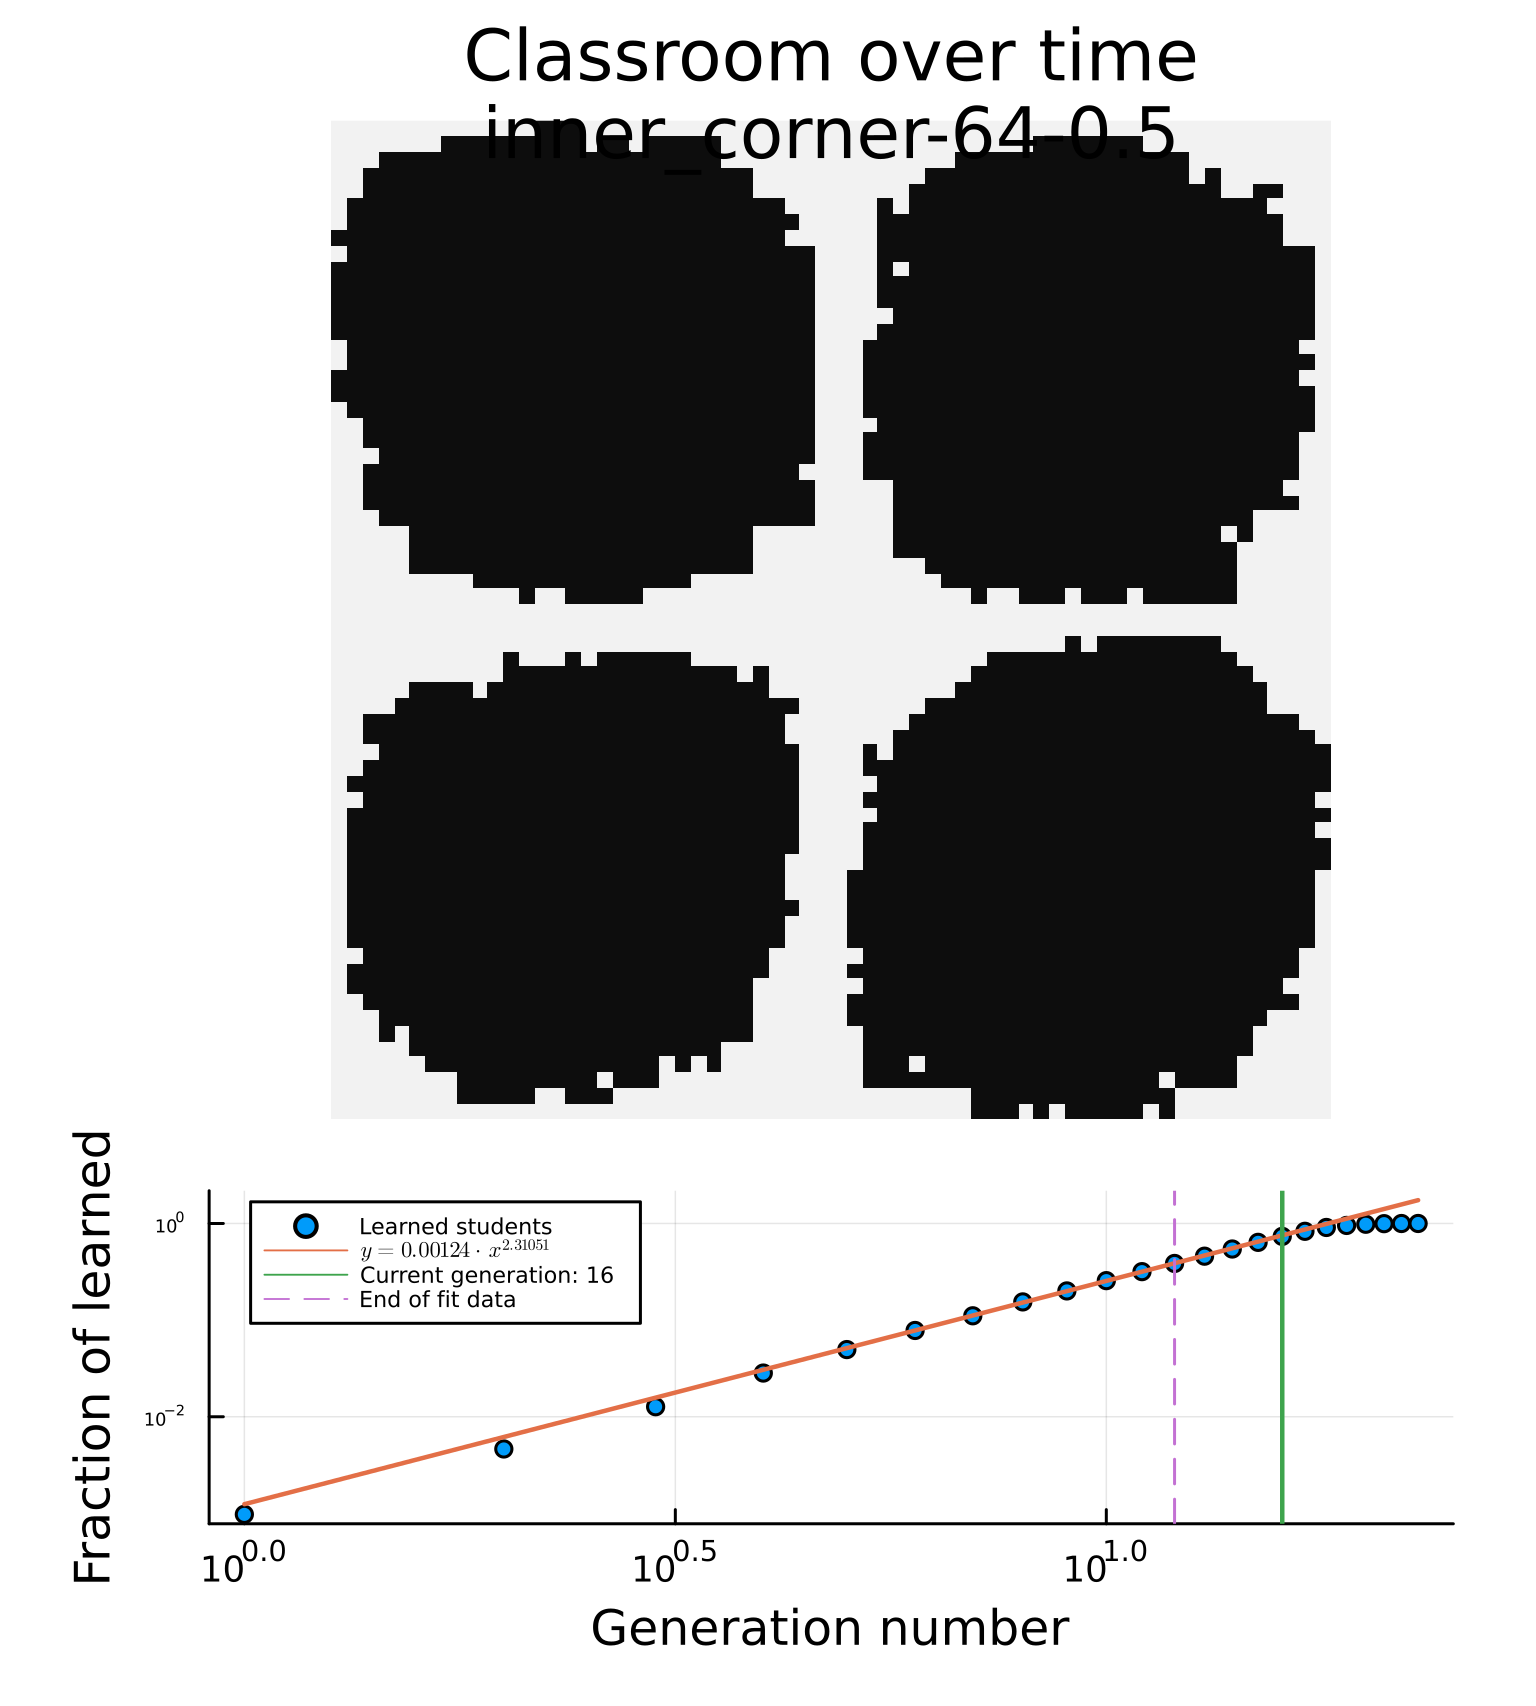 Classroom over time
inner_corner-64-0.5
Fraction of learned
10^0
10^−2
Learned students
y = 0.00124 · x^2.31051
Current generation: 16
End of fit data
10^0.0
10^0.5
10^1.0
Generation number